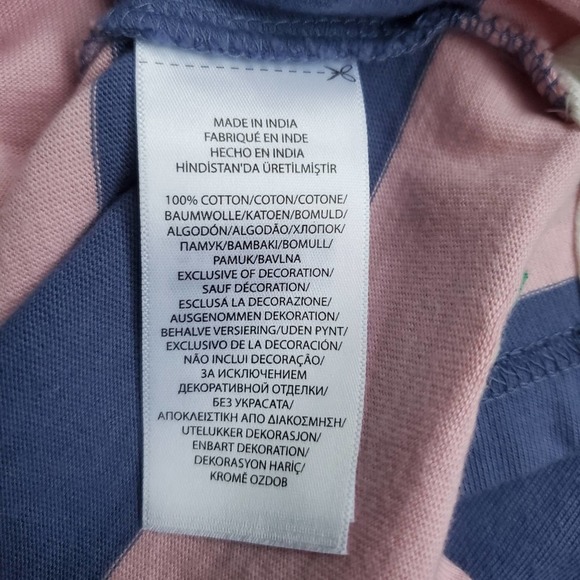 MADE IN INDIA
FABRIQUÉ EN INDE
HECHO EN INDIA
HİNDİSTAN'DA ÜRETİLMİŞTİR
100% COTTON/COTON/COTONE/
BAUMWOLLE/KATOEN/BOMULD/
ALGODÓN/ALGODÃO/ХЛОПОК/
ПАМУК/BAMBAKI/BOMULL/
PAMUK/BAVLNA
EXCLUSIVE OF DECORATION/
SAUF DÉCORATION/
ESCLUSA LA DECORAZIONE/
AUSGENOMMEN DEKORATION/
BEHALVE VERSIERING/UDEN PYNT/
EXCLUSIVO DE LA DECORACIÓN/
NÃO INCLUI DECORAÇÃO/
ЗА ИСКЛЮЧЕНИЕМ
ДЕКОРАТИВНОЙ ОТДЕЛКИ/
БЕЗ УКРАСАТА/
ΑΠΟΚΛΕΙΣΤΙΚΗ ΑΠΟ ΔΙΑΚΟΣΜΗΣΗ/
UTELUKKER DEKORASJON/
ENBART DEKORATION/
DEKORASYON HARİÇ/
KROMĚ OZDOB